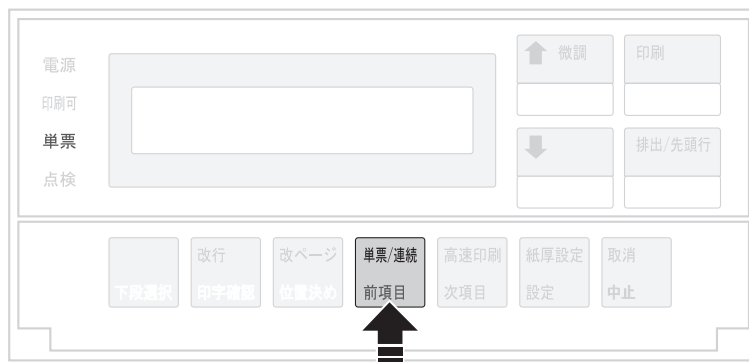 電源
印刷可
単票
点検
微調
印刷
排出/先頭行
下段選択
改行
印字確認
改ページ
位置決め
単票/連続
前項目
高速印刷
次項目
紙厚設定
設定
取消
中止